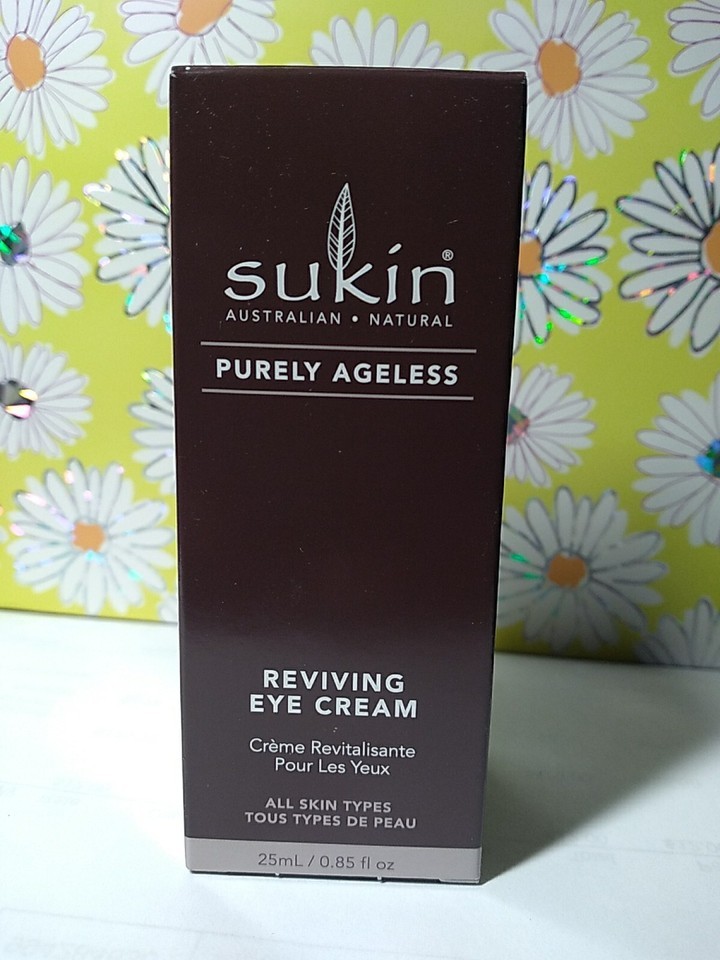 sukin®
AUSTRALIAN • NATURAL
PURELY AGELESS
REVIVING
EYE CREAM
Crème Revitalisante
Pour Les Yeux
ALL SKIN TYPES
TOUS TYPES DE PEAU
25mL / 0.85 fl oz